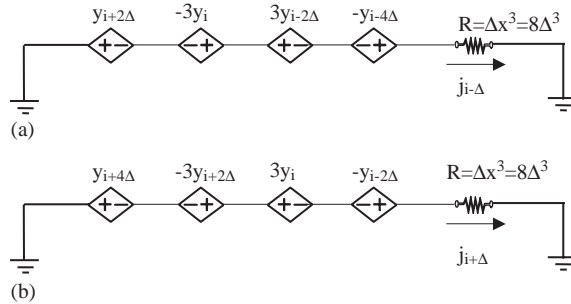 y_{i+2Δ} -3y_i 3y_{i-2Δ} -y_{i-4Δ} R=Δx³=8Δ³
+− −+ +− −+
j_{i-Δ}
(a)
y_{i+4Δ} -3y_{i+2Δ} 3y_i -y_{i-2Δ} R=Δx³=8Δ³
+− −+ +− −+
j_{i+Δ}
(b)